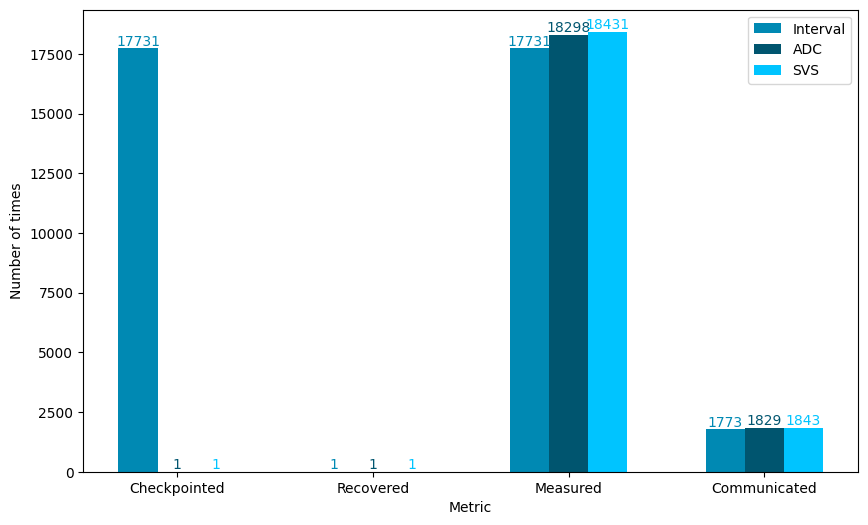 17731
1
1
1
1
1
17731
18298
18431
1773
1829
1843
Interval
ADC
SVS
17500
15000
12500
10000
7500
5000
2500
0
Number of times
Checkpointed
Recovered
Measured
Communicated
Metric